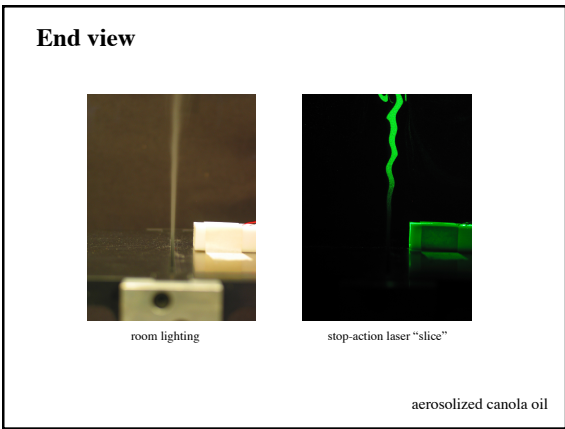 End view
room lighting
stop-action laser “slice”
aerosolized canola oil